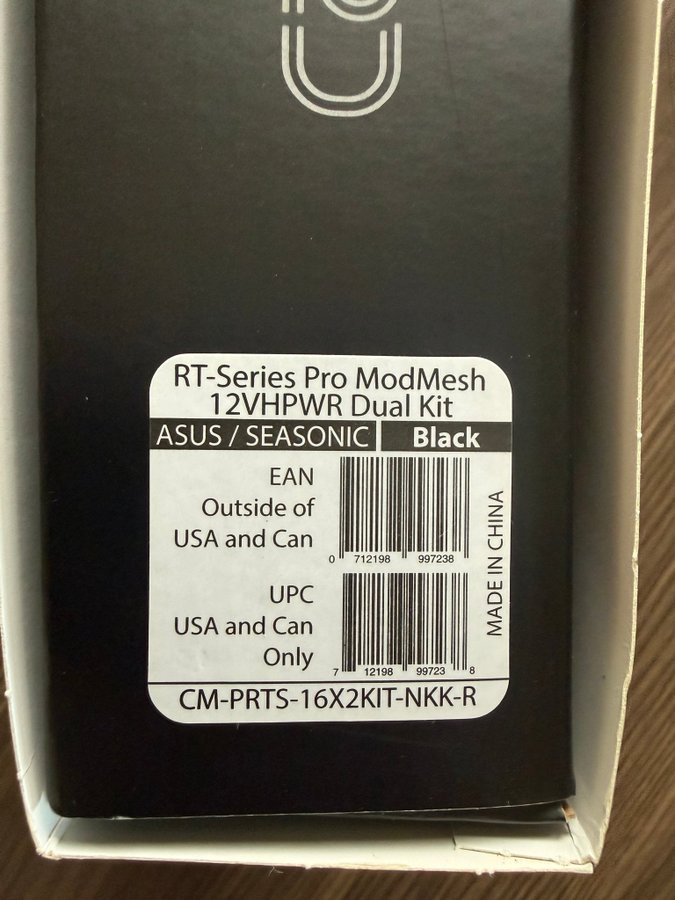 RT-Series Pro ModMesh
12VHPWR Dual Kit
ASUS / SEASONIC Black
EAN
Outside of
USA and Can
0 712198 997238
UPC
USA and Can
Only
7 12198 99723 8
MADE IN CHINA
CM-PRTS-16X2KIT-NKK-R